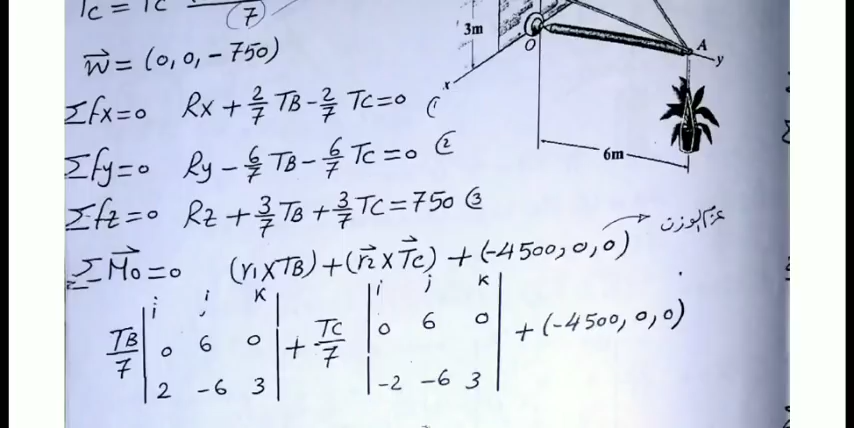 Tc = Tc
(7)
3m
W⃗ = (0, 0, -750)
O
A
y
x
Σfx=0 Rx + 2/7 TB - 2/7 Tc=0 ①
Σfy=0 Ry - 6/7 TB - 6/7 Tc=0 ②
6m
Σfz=0 Rz + 3/7 TB + 3/7 TC = 750 ③
عزم الوزن
ΣM⃗o=0 (r1 X TB) + (r⃗2 X T⃗c) + (-4500, 0, 0)
TB/7 | i j K | + TC/7 | i j K | + (-4500, 0, 0)
0 6 0 0 6 0
2 -6 3 -2 -6 3